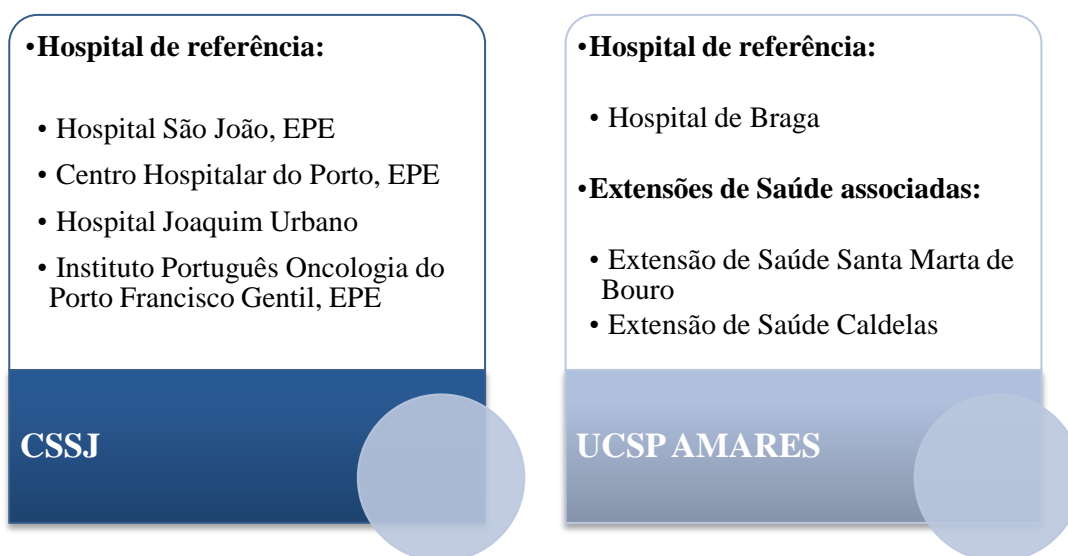 •Hospital de referência:
• Hospital São João, EPE
• Centro Hospitalar do Porto, EPE
• Hospital Joaquim Urbano
• Instituto Português Oncologia do
Porto Francisco Gentil, EPE
CSSJ
•Hospital de referência:
• Hospital de Braga
•Extensões de Saúde associadas:
• Extensão de Saúde Santa Marta de
Bouro
• Extensão de Saúde Caldelas
UCSP AMARES